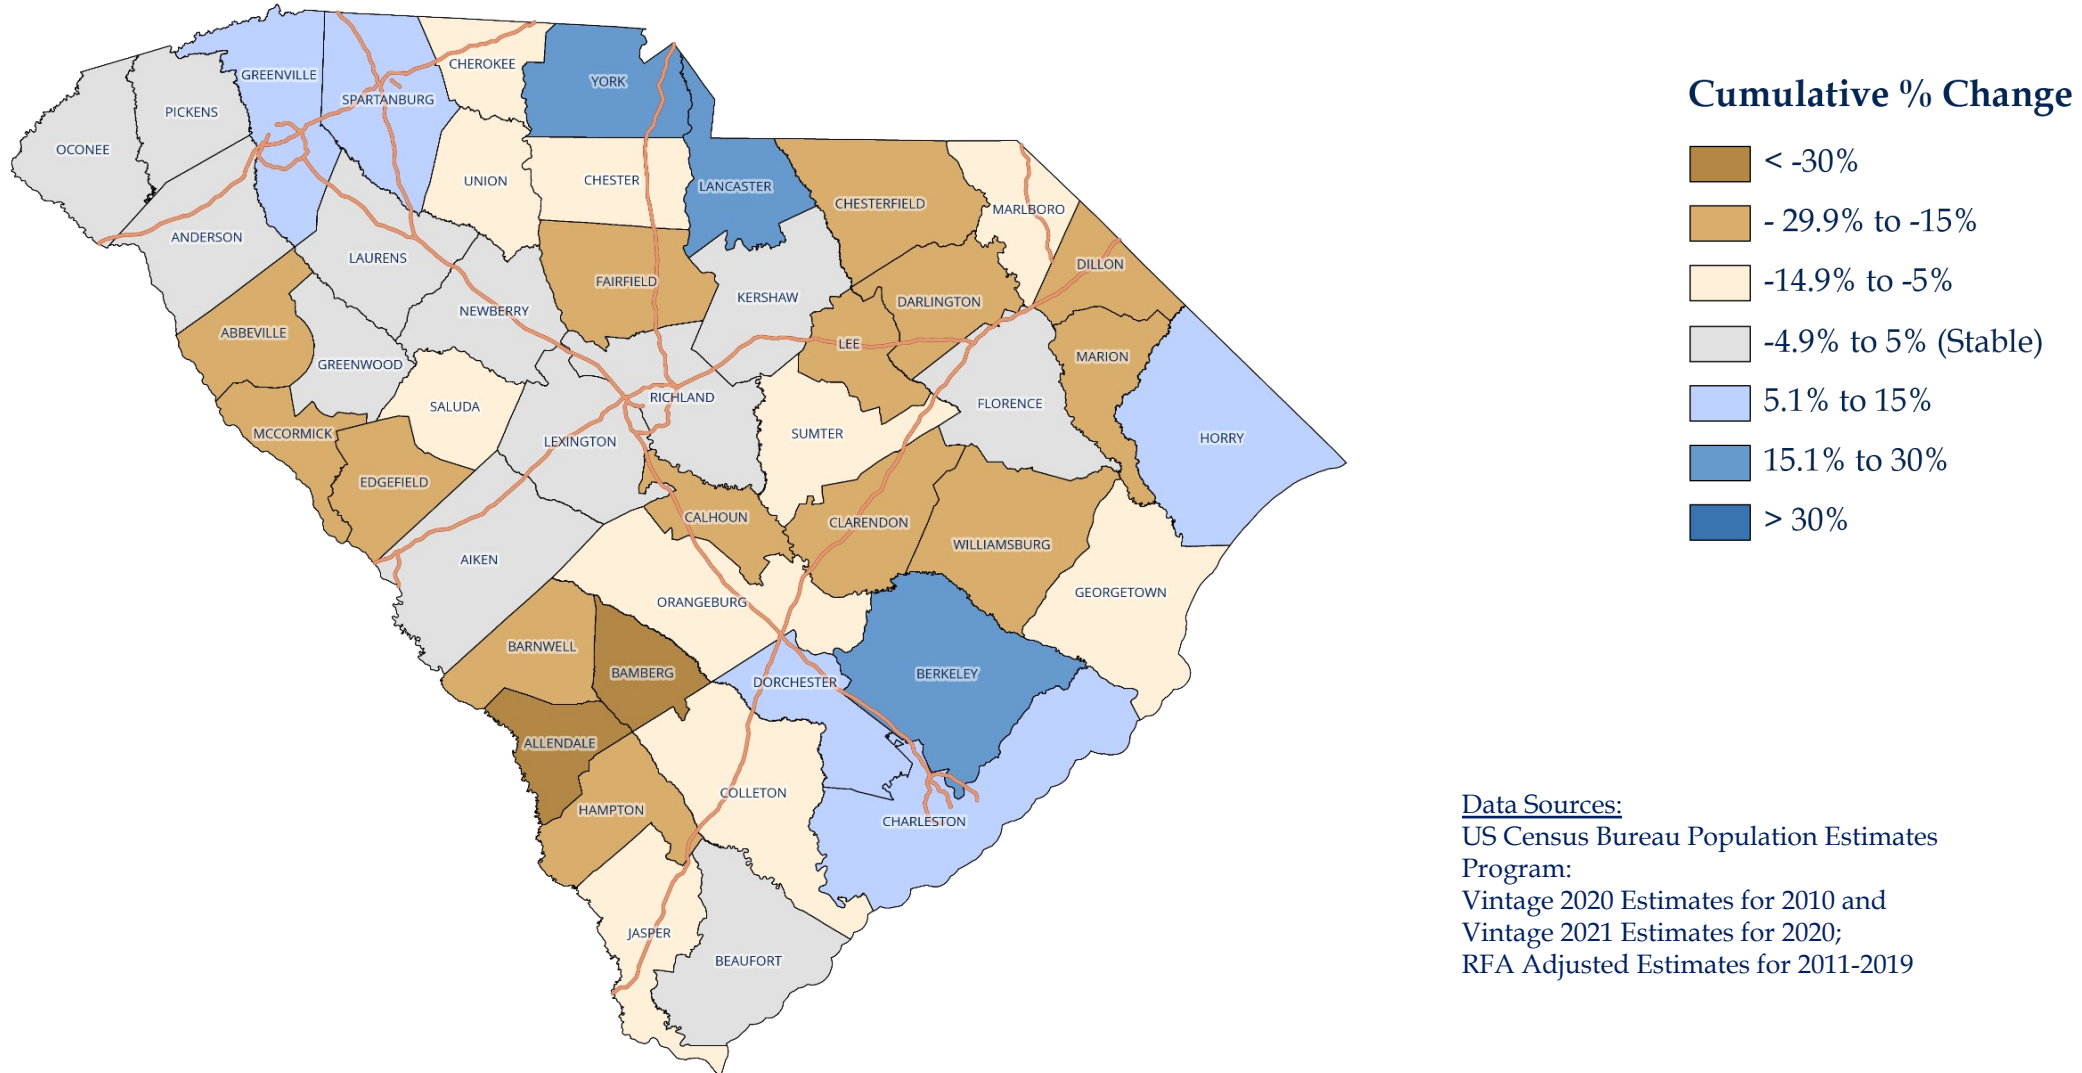 CHEROKEE
GREENVILLE
YORK
SPARTANBURG
PICKENS
OCONEE
UNION
CHESTER
LANCASTER
CHESTERFIELD
MARLBORO
ANDERSON
LAURENS
DILLON
FAIRFIELD
KERSHAW
DARLINGTON
NEWBERRY
ABBEVILLE
LEE
MARION
GREENWOOD
RICHLAND
SALUDA
FLORENCE
MCCORMICK
SUMTER
HORRY
LEXINGTON
EDGEFIELD
CALHOUN
CLARENDON
WILLIAMSBURG
AIKEN
GEORGETOWN
ORANGEBURG
BARNWELL
BAMBERG
BERKELEY
DORCHESTER
ALLENDALE
COLLETON
HAMPTON
CHARLESTON
JASPER
BEAUFORT
Cumulative % Change
< -30%
- 29.9% to -15%
-14.9% to -5%
-4.9% to 5% (Stable)
5.1% to 15%
15.1% to 30%
> 30%
Data Sources:
US Census Bureau Population Estimates
Program:
Vintage 2020 Estimates for 2010 and
Vintage 2021 Estimates for 2020;
RFA Adjusted Estimates for 2011-2019